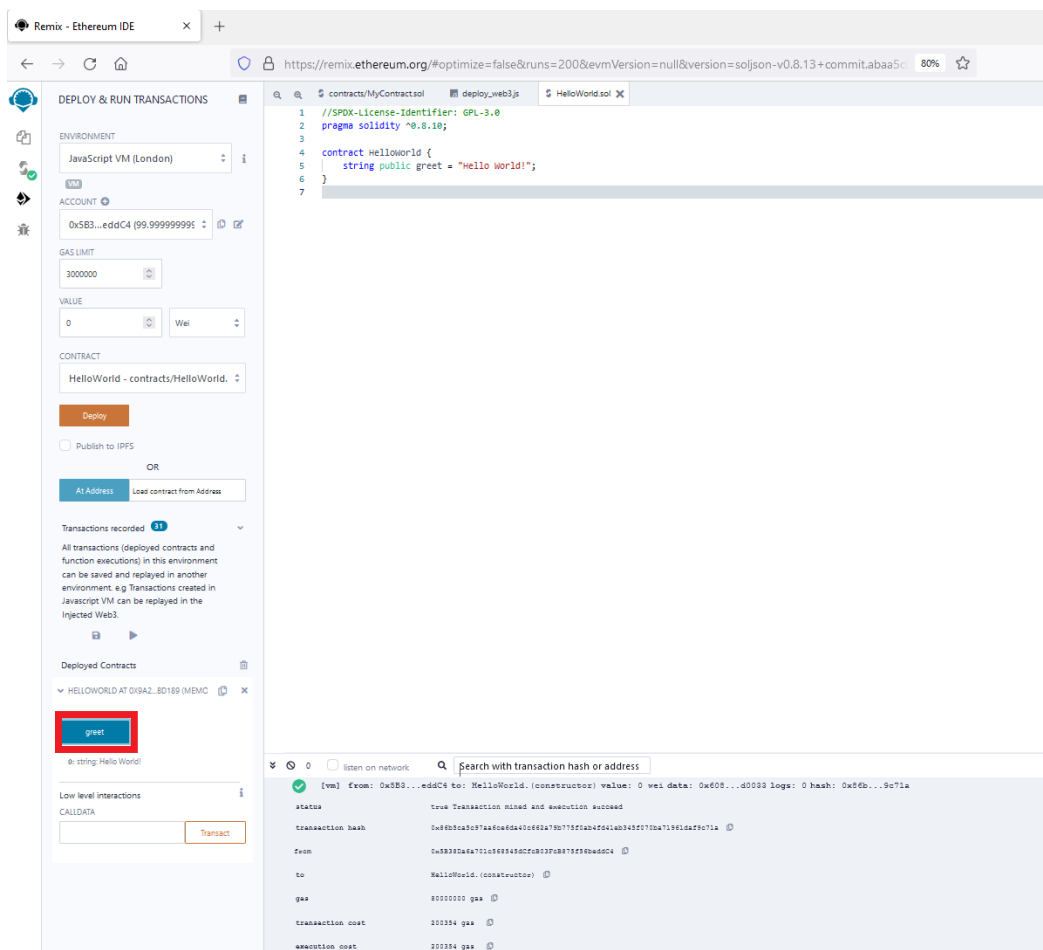 Remix - Ethereum IDE
https://remix.ethereum.org/#optimize=false&runs=200&evmVersion=null&version=soljson-v0.8.13+commit.abaa5c
80%
DEPLOY & RUN TRANSACTIONS
contracts/MyContract.sol deploy_web3.js HelloWorld.sol
1 //SPDX-License-Identifier: GPL-3.0
2 pragma solidity ^0.8.10;
3
4 contract HelloWorld {
5 string public greet = "Hello World!";
6 }
7
ENVIRONMENT
JavaScript VM (London)
VM
ACCOUNT
0x5B3...eddC4 (99.999999999
GAS LIMIT
3000000
VALUE
0 Wei
CONTRACT
HelloWorld - contracts/HelloWorld.
Deploy
Publish to IPFS
OR
At Address Load contract from Address
Transactions recorded 31
All transactions (deployed contracts and
function executions) in this environment
can be saved and replayed in another
environment. e.g Transactions created in
Javascript VM can be replayed in the
Injected Web3.
Deployed Contracts
HELLOWORLD AT 0X9A2...8D189 (MEMO
greet
0: string: Hello World!
Low level interactions
CALLDATA
Transact
0 listen on network Search with transaction hash or address
[vm] from: 0x5B3...eddC4 to: HelloWorld.(constructor) value: 0 wei data: 0x608...d0033 logs: 0 hash: 0x86b...9c71a
status true Transaction mined and execution succeed
transaction hash
from 0x5B38Da6a701c568545dCfcB03FcB875f56beddC4
to HelloWorld.(constructor)
gas 80000000 gas
transaction cost 200354 gas
execution cost 200354 gas